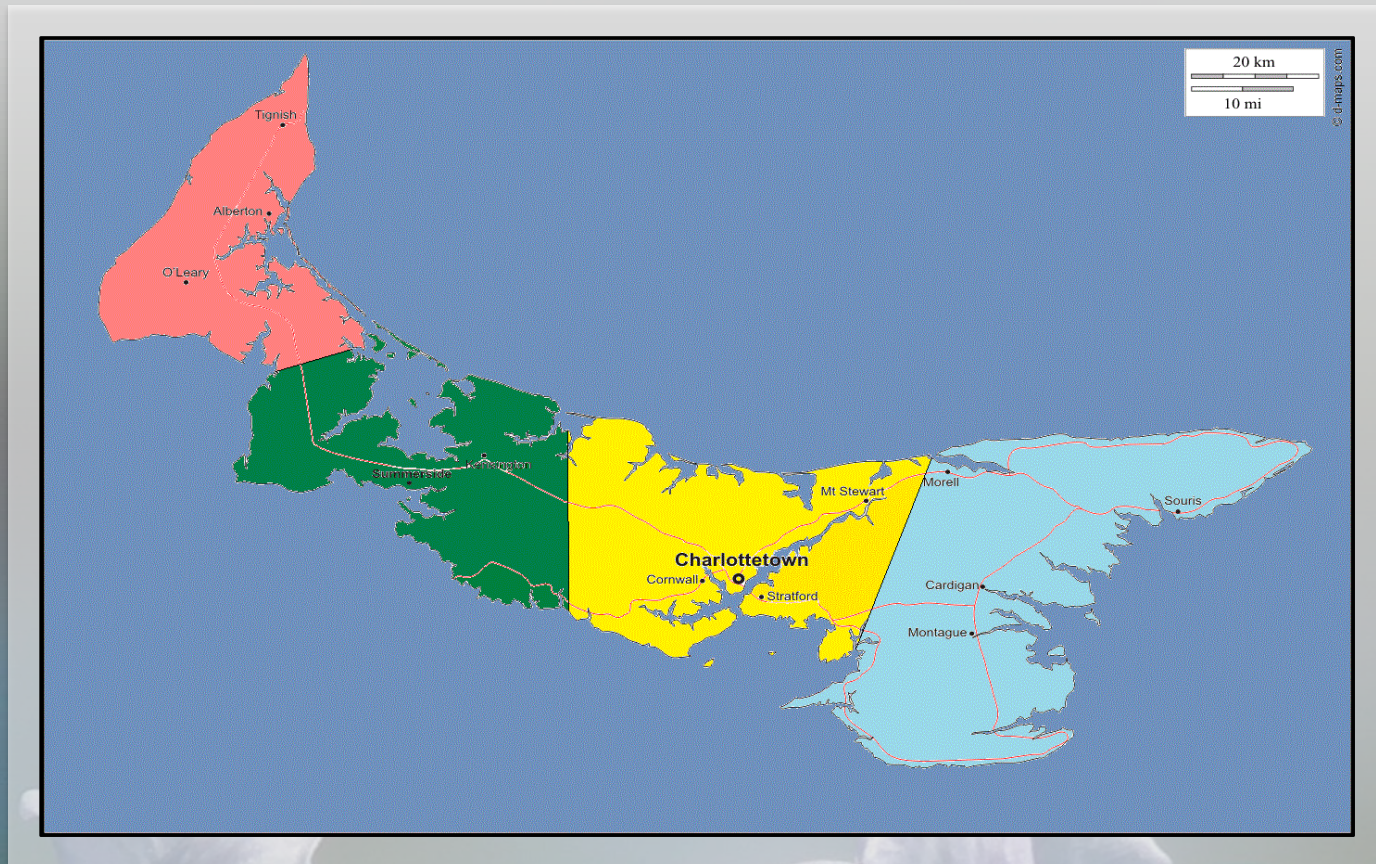 20 km
10 mi
© d-maps.com
Tignish
Alberton
O'Leary
Kensington
Summerside
Morell
Mt Stewart
Souris
Charlottetown
Cornwall
Cardigan
Stratford
Montague